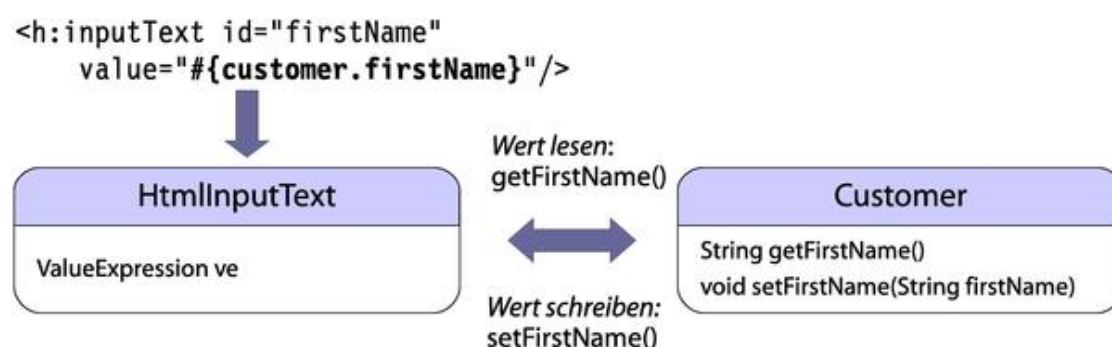 <h:inputText id="firstName"
value="#{customer.firstName}"/>
HtmlInputText
ValueExpression ve
Wert lesen:
getFirstName()
Wert schreiben:
setFirstName()
Customer
String getFirstName()
void setFirstName(String firstName)